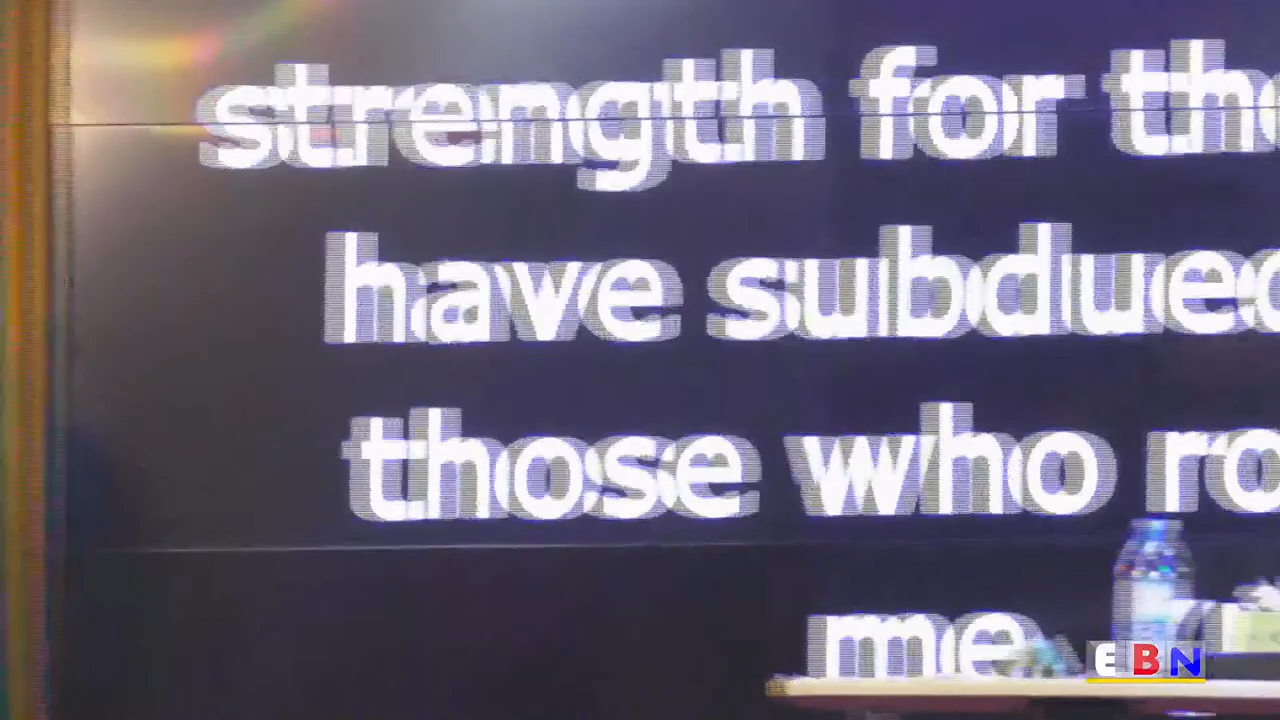 strength for the
have subdued
those who ro
me
EBN